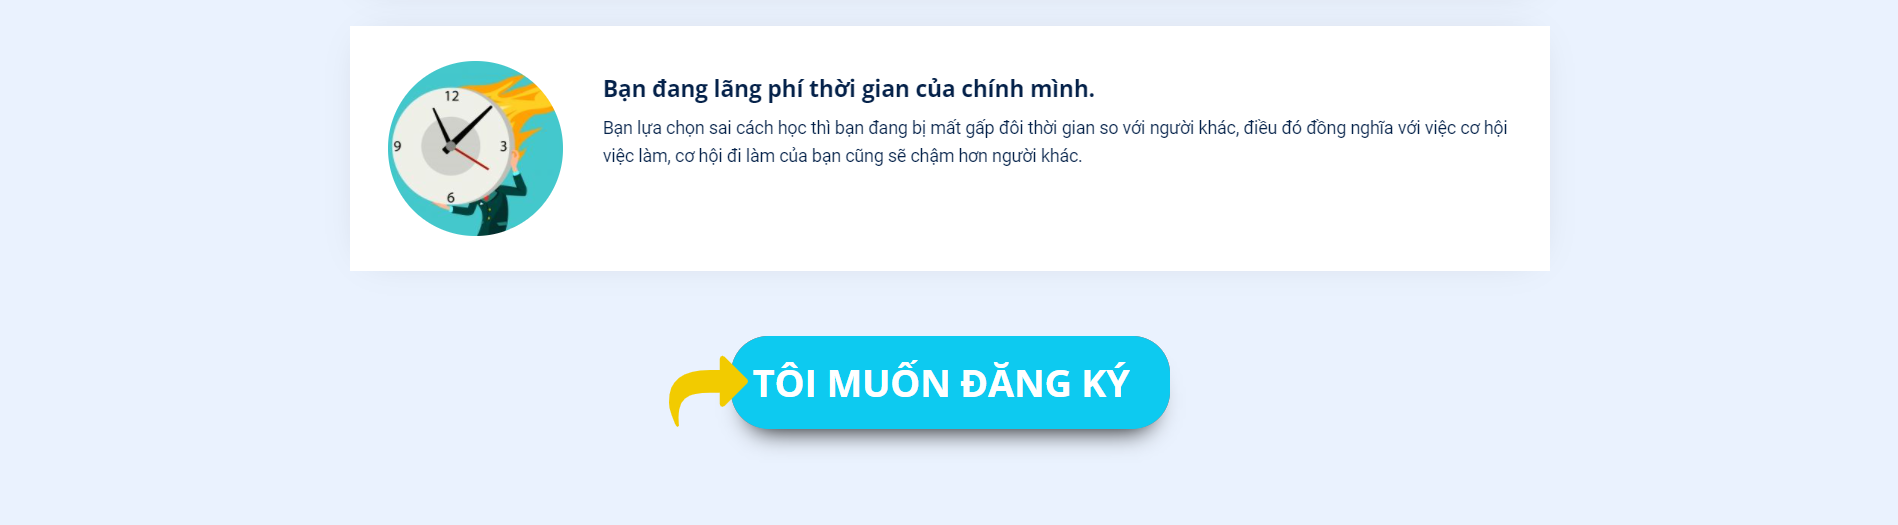 12
9
3
6
Bạn đang lãng phí thời gian của chính mình.
Bạn lựa chọn sai cách học thì bạn đang bị mất gấp đôi thời gian so với người khác, điều đó đồng nghĩa với việc cơ hội
việc làm, cơ hội đi làm của bạn cũng sẽ chậm hơn người khác.
TÔI MUỐN ĐĂNG KÝ